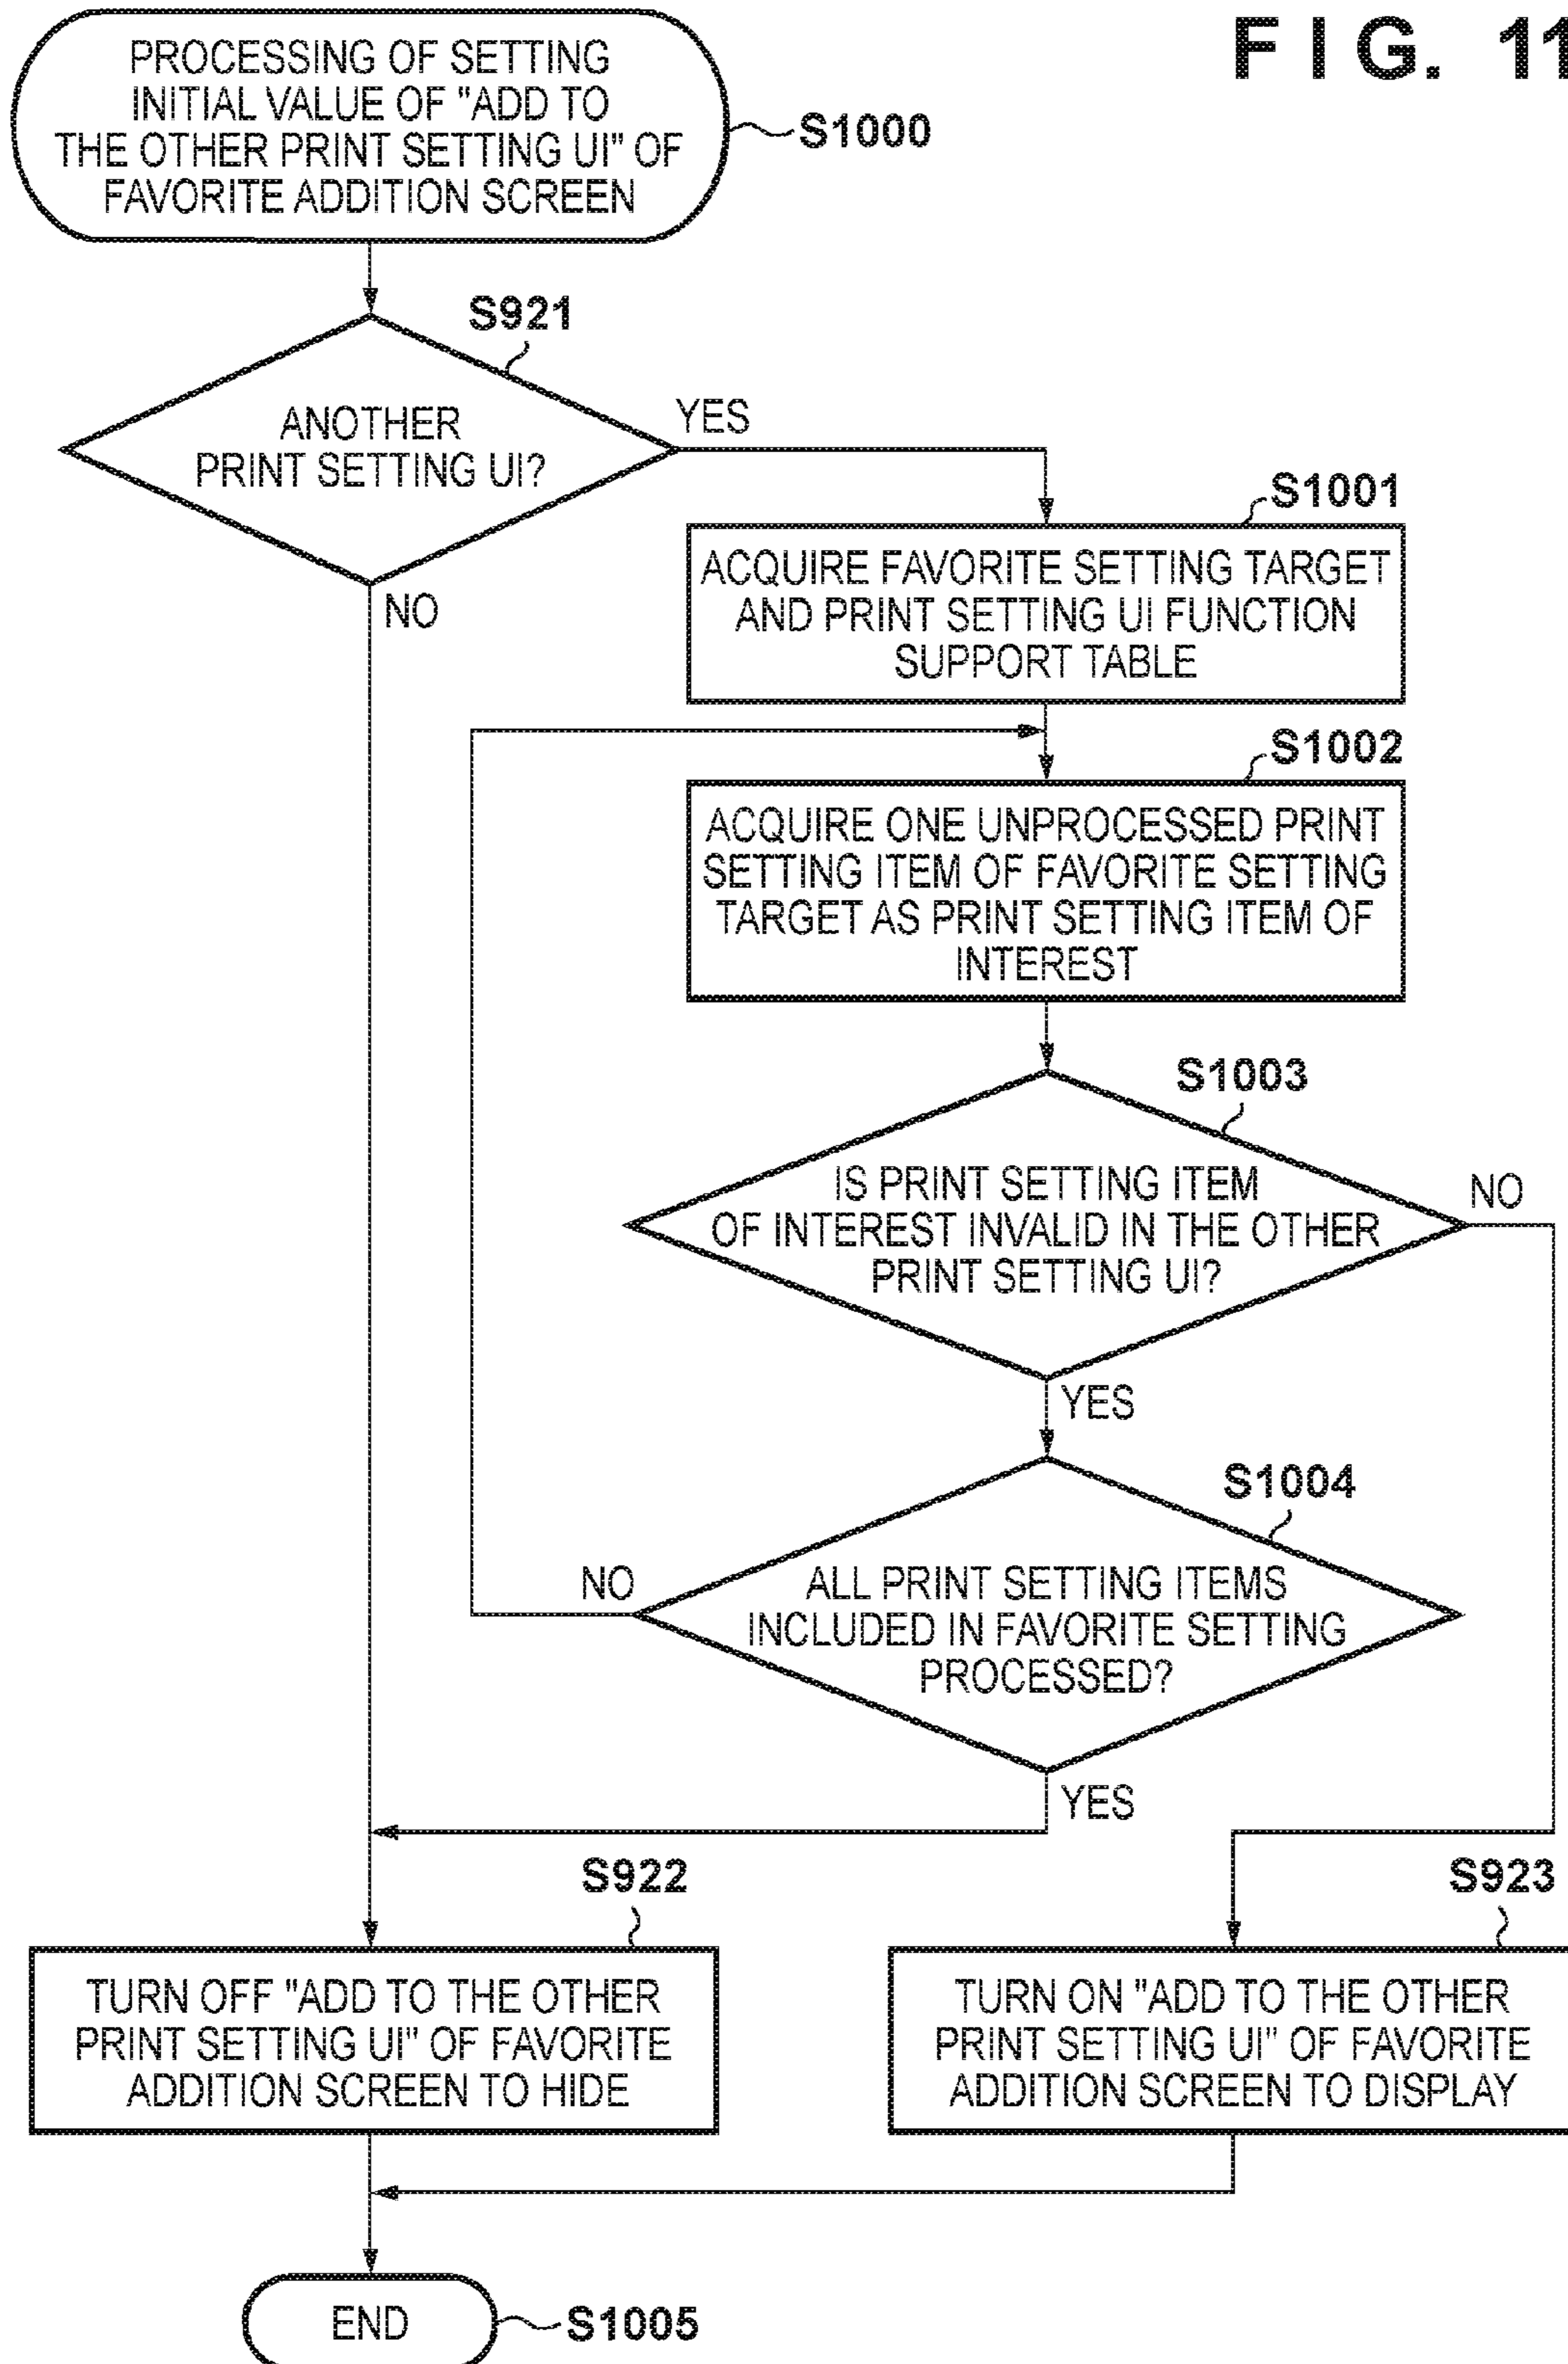 FIG. 11
PROCESSING OF SETTING
INITIAL VALUE OF "ADD TO
THE OTHER PRINT SETTING UI" OF
FAVORITE ADDITION SCREEN
S1000
S921
ANOTHER
PRINT SETTING UI?
YES
NO
S1001
ACQUIRE FAVORITE SETTING TARGET
AND PRINT SETTING UI FUNCTION
SUPPORT TABLE
S1002
ACQUIRE ONE UNPROCESSED PRINT
SETTING ITEM OF FAVORITE SETTING
TARGET AS PRINT SETTING ITEM OF
INTEREST
S1003
IS PRINT SETTING ITEM
OF INTEREST INVALID IN THE OTHER
PRINT SETTING UI?
NO
YES
S1004
ALL PRINT SETTING ITEMS
INCLUDED IN FAVORITE SETTING
PROCESSED?
NO
YES
S922
TURN OFF "ADD TO THE OTHER
PRINT SETTING UI" OF FAVORITE
ADDITION SCREEN TO HIDE
S923
TURN ON "ADD TO THE OTHER
PRINT SETTING UI" OF FAVORITE
ADDITION SCREEN TO DISPLAY
END
S1005